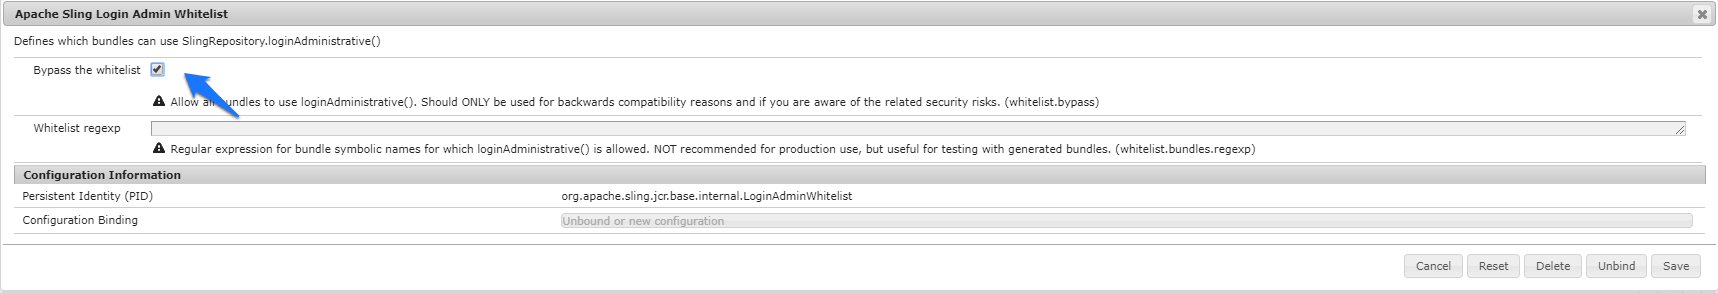 Apache Sling Login Admin Whitelist
Defines which bundles can use SlingRepository.loginAdministrative()
Bypass the whitelist
Allow all bundles to use loginAdministrative(). Should ONLY be used for backwards compatibility reasons and if you are aware of the related security risks. (whitelist.bypass)
Whitelist regexp
Regular expression for bundle symbolic names for which loginAdministrative() is allowed. NOT recommended for production use, but useful for testing with generated bundles. (whitelist.bundles.regexp)
Configuration Information
Persistent Identity (PID) org.apache.sling.jcr.base.internal.LoginAdminWhitelist
Configuration Binding Unbound or new configuration
Cancel Reset Delete Unbind Save